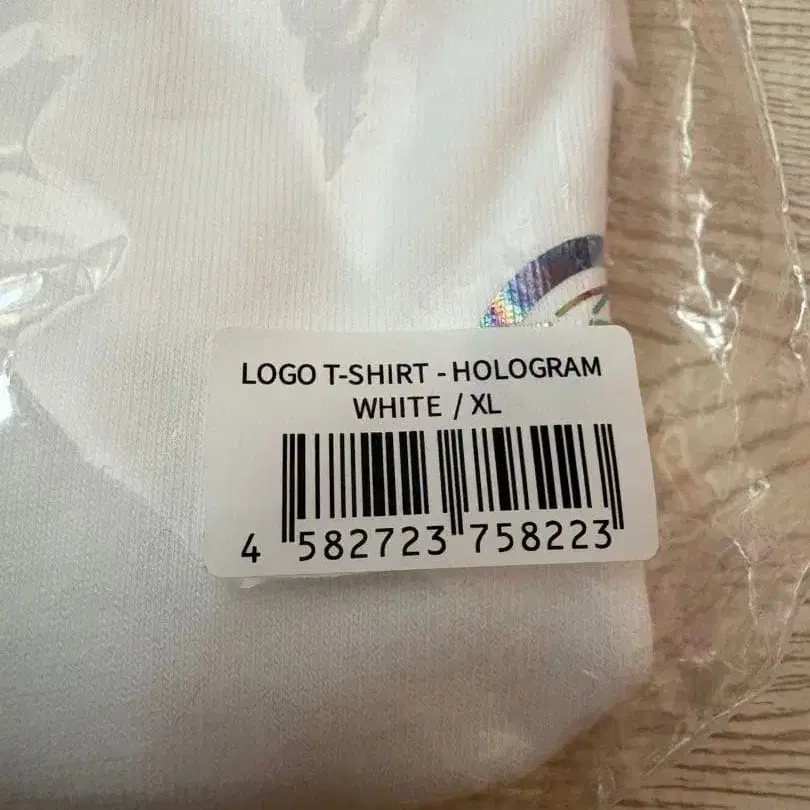 LOGO T-SHIRT - HOLOGRAM
WHITE / XL
4 582723 758223